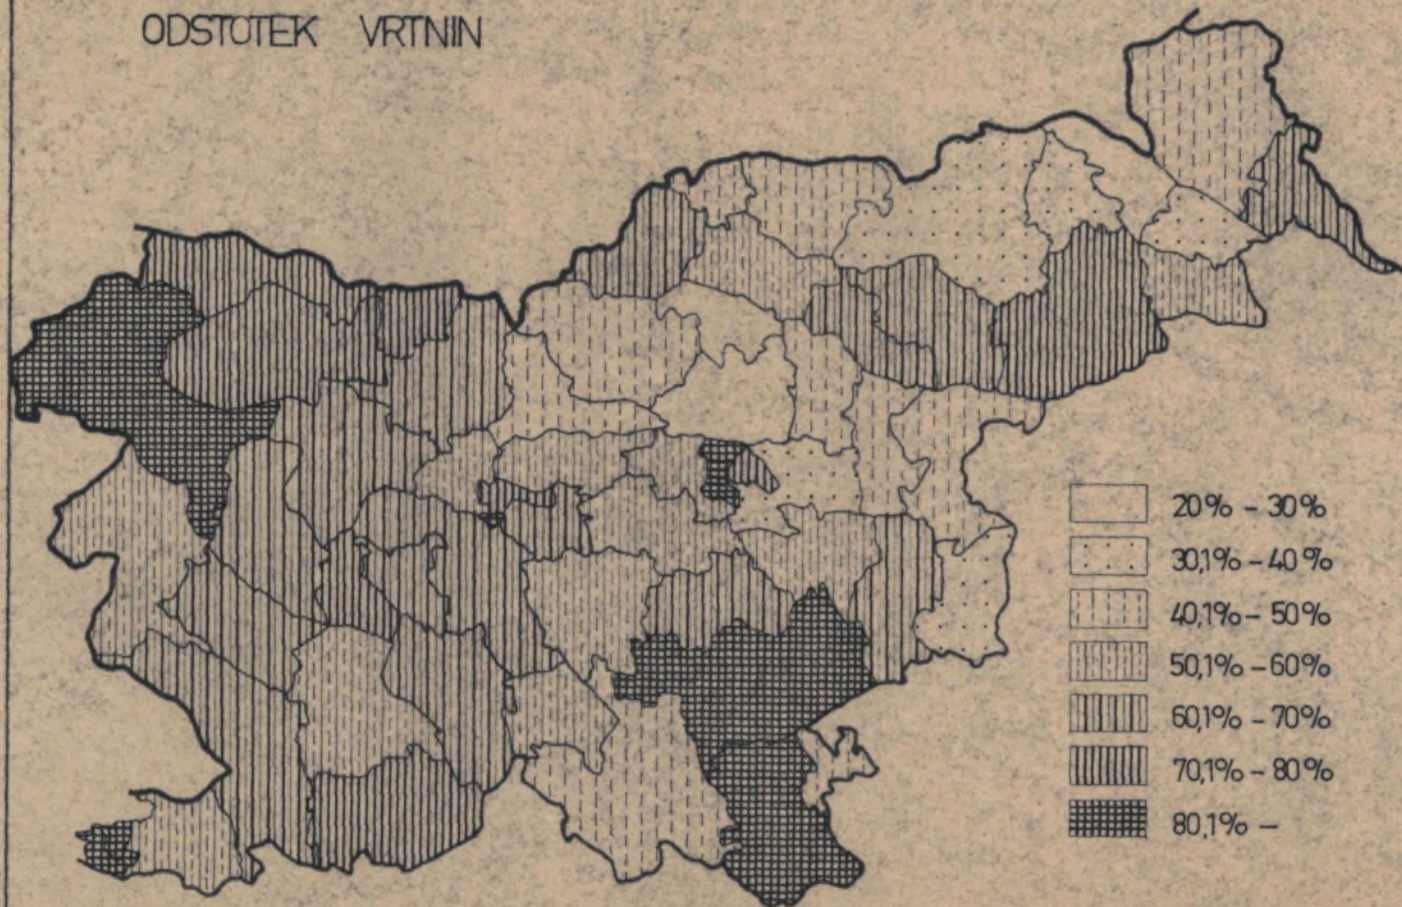 ODSTOTEK VRTNIN
20% - 30%
30,1% - 40%
40,1% - 50%
50,1% - 60%
60,1% - 70%
70,1% - 80%
80,1% -